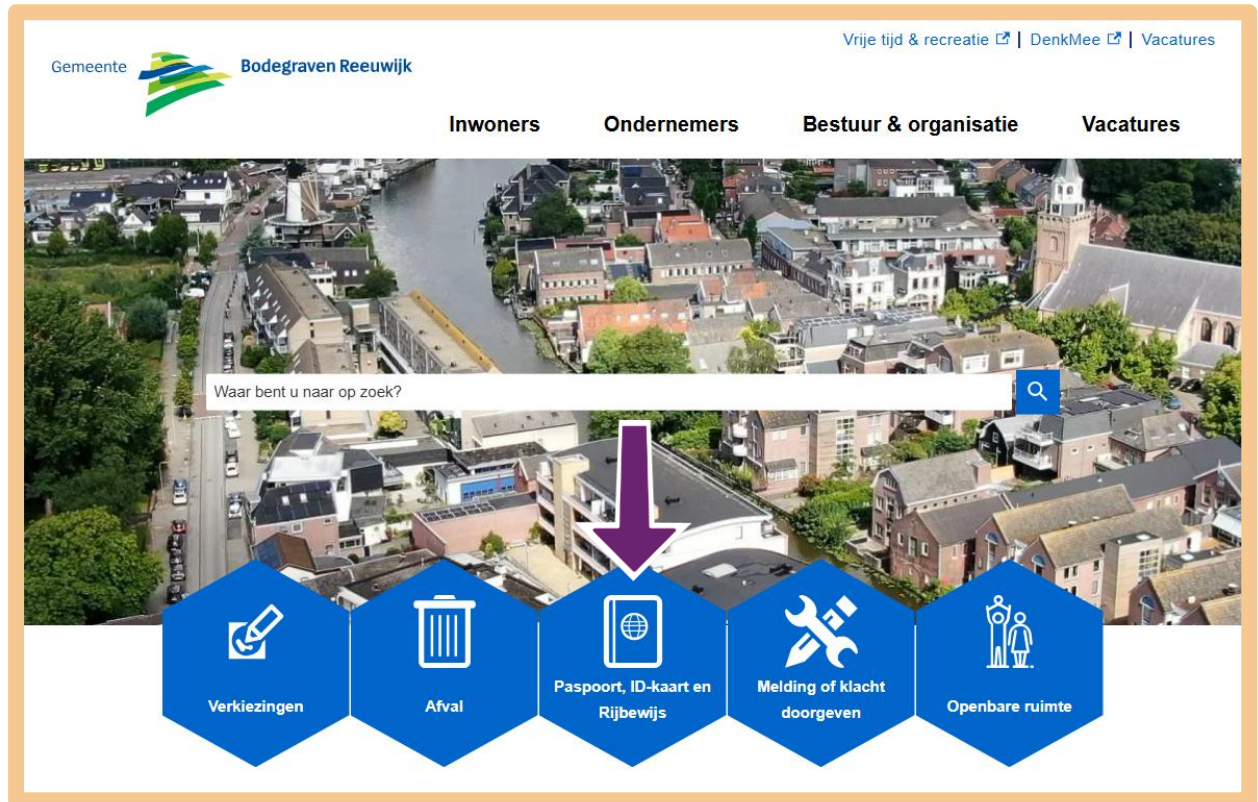 Vrije tijd & recreatie | DenkMee | Vacatures
Gemeente Bodegraven Reeuwijk
Inwoners Ondernemers Bestuur & organisatie Vacatures
Waar bent u naar op zoek?
Verkiezingen
Afval
Paspoort, ID-kaart en
Rijbewijs
Melding of klacht
doorgeven
Openbare ruimte